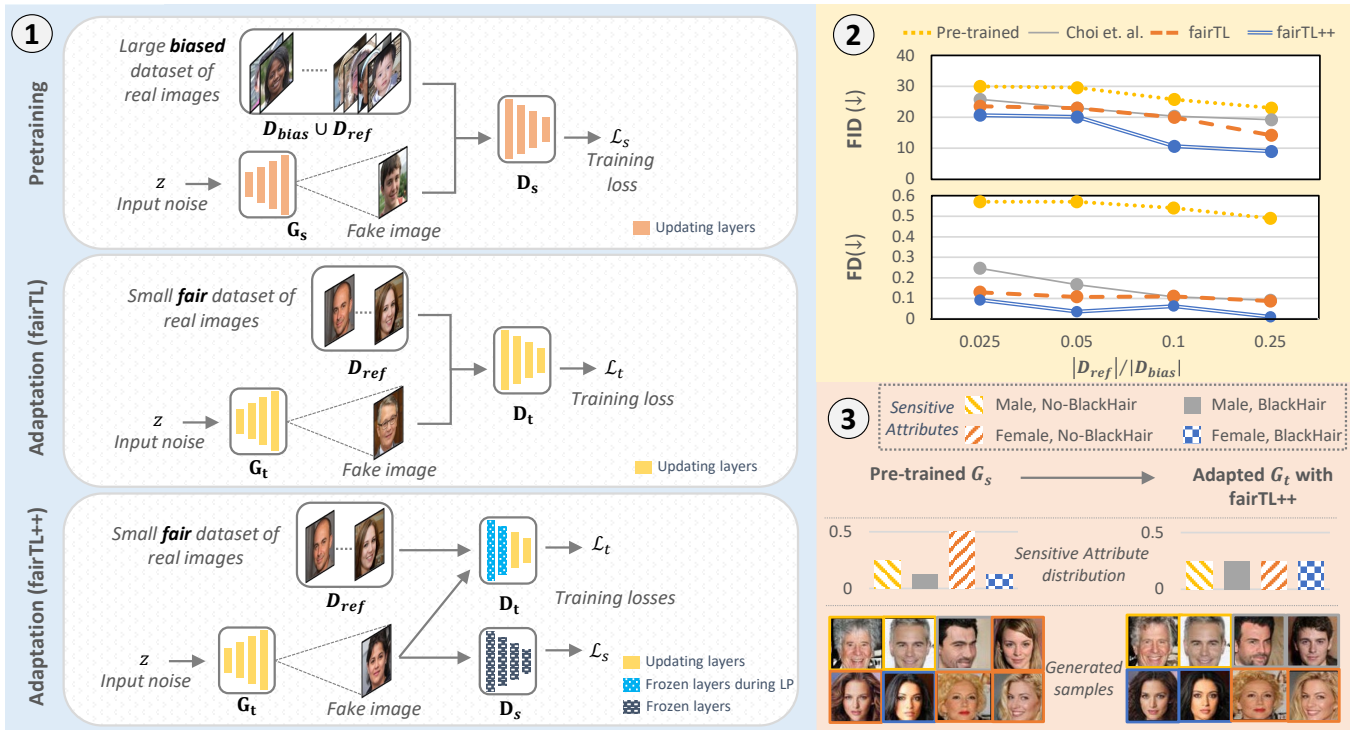 1
Pretraining
Large biased
dataset of
real images
D_bias ∪ D_ref
z
Input noise
G_s
Fake image
D_s
ℒ_s
Training
loss
Updating layers
Adaptation (fairTL)
Small fair dataset of
real images
D_ref
z
Input noise
G_t
Fake image
D_t
ℒ_t
Training loss
Updating layers
Adaptation (fairTL++)
Small fair dataset of
real images
D_ref
z
Input noise
G_t
Fake image
D_t
ℒ_t
Training losses
D_s
ℒ_s
Updating layers
Frozen layers during LP
Frozen layers
2
Pre-trained Choi et. al. fairTL fairTL++
FID (↓)
40
30
20
10
0
FD(↓)
0.6
0.5
0.4
0.3
0.2
0.1
0
0.025 0.05 0.1 0.25
|D_ref|/|D_bias|
3
Sensitive
Attributes
Male, No-BlackHair Male, BlackHair
Female, No-BlackHair Female, BlackHair
Pre-trained G_s
Adapted G_t with
fairTL++
0.5
0
Sensitive Attribute
distribution
0.5
0
Generated
samples